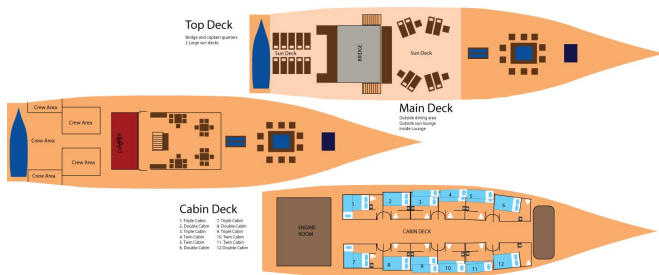 Top Deck
Bridge and captain quarters
2 Large sun decks
Sun Deck
BRIDGE
Sun Deck
Main Deck
Outside dining area
Outside sun lounge
Inside Lounge
Crew Area
Crew Area
Crew Area
Crew Area
Crew Area
Cabin Deck
1. Triple Cabin
2. Double Cabin
3. Triple Cabin
4. Twin Cabin
5. Twin Cabin
6. Double Cabin
7. Triple Cabin
8. Double Cabin
9. Triple Cabin
10. Twin Cabin
11. Twin Cabin
12 Double Cabin
ENGINE
ROOM
CABIN DECK
1
2
3
4
5
6
7
8
9
10
11
12